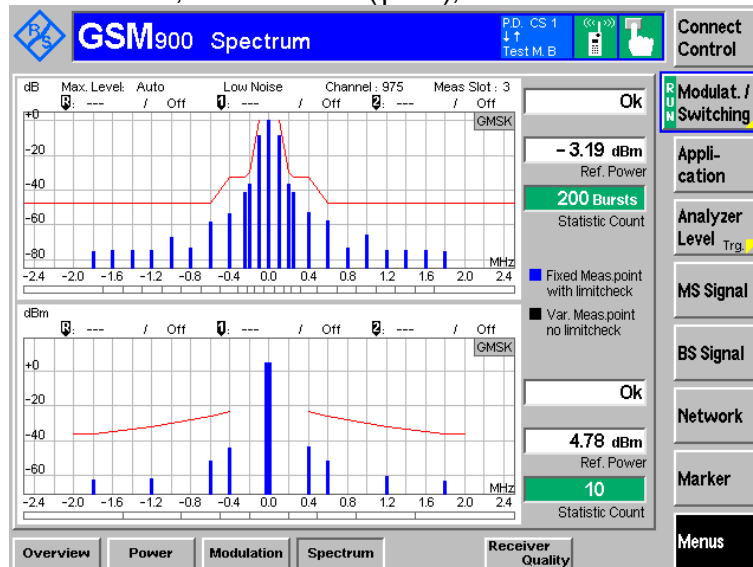 R&S
GSM900 Spectrum
P.D. CS 1
Test M. B
Connect
Control
dB Max. Level: Auto Low Noise Channel : 975 Meas Slot : 3
R: --- / Off 1: --- / Off 2: --- / Off
GMSK
+0
-20
-40
-60
-80
MHz
-2.4 -2.0 -1.6 -1.2 -0.8 -0.4 0.0 0.4 0.8 1.2 1.6 2.0 2.4
Ok
-3.19 dBm
Ref. Power
200 Bursts
Statistic Count
Fixed Meas.point
with limitcheck
Var. Meas.point
no limitcheck
dBm
R: --- / Off 1: --- / Off 2: --- / Off
GMSK
+0
-20
-40
-60
MHz
-2.4 -2.0 -1.6 -1.2 -0.8 -0.4 0.0 0.4 0.8 1.2 1.6 2.0 2.4
Ok
4.78 dBm
Ref. Power
10
Statistic Count
RUN
Modulat. /
Switching
Appli-
cation
Analyzer
Level Trg.
MS Signal
BS Signal
Network
Marker
Menus
Overview Power Modulation Spectrum Receiver
Quality